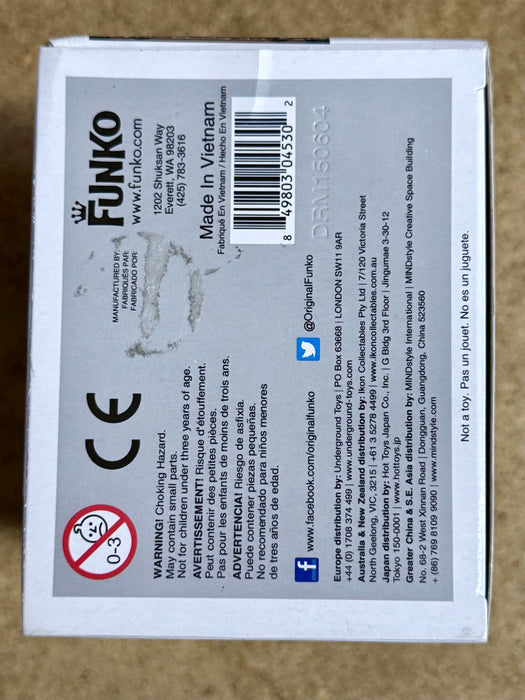 0-3
WARNING! Choking Hazard.
May contain small parts.
Not for children under three years of age.
AVERTISSEMENT! Risque d'étouffement.
Peut contenir des petites pièces.
Pas pour les enfants de moins de trois ans.
ADVERTENCIA! Riesgo de asfixia.
Puede contener piezas pequeñas.
No recomendado para niños menores
de tres años de edad.
CE
MANUFACTURED BY:
FABRIQUÉS PAR:
FABRICADO POR:
FUNKO
www.funko.com
1202 Shuksan Way
Everett, WA 98203
(425) 783-3616
Made In Vietnam
Fabriqué En Vietnam / Hecho En Vietnam
8 49803 04530 2
DRM150604
f www.facebook.com/originalfunko
@OriginalFunko
Europe distribution by: Underground Toys | PO Box 63668 | LONDON SW11 9AR
+44 (0) 1708 374 499 | www.underground-toys.com
Australia & New Zealand distribution by: Ikon Collectables Pty Ltd | 7/120 Victoria Street
North Geelong, VIC, 3215 | +61 3 5278 4499 | www.ikoncollectables.com.au
Japan distribution by: Hot Toys Japan Co., Inc. | G Bldg 3rd Floor | Jingumae 3-30-12
Tokyo 150-0001 | www.hottoys.jp
Greater China & S.E. Asia distribution by: MINDstyle International | MINDstyle Creative Space Building
No. 68-2 West Xinnan Road | Dongguan, Guangdong, China 523560
+ (86) 769 8109 9090 | www.mindstyle.com
Not a toy. Pas un jouet. No es un juguete.